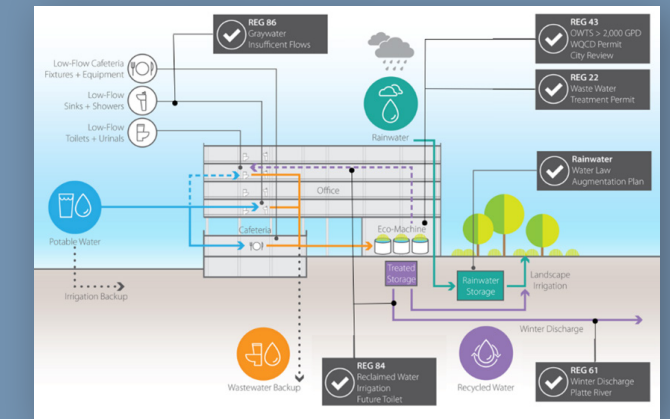 REG 86
Graywater
Insufficent Flows
REG 43
OWTS > 2,000 GPD
WQCD Permit
City Review
Low-Flow Cafeteria
Fixtures + Equipment
Low-Flow
Sinks + Showers
Low-Flow
Toilets + Urinals
REG 22
Waste Water
Treatment Permit
Rainwater
Rainwater
Water Law
Augmentation Plan
Office
Potable Water
Cafeteria
Eco-Machine
Treated
Storage
Rainwater
Storage
Landscape
Irrigation
Irrigation Backup
Winter Discharge
Wastewater Backup
REG 84
Reclaimed Water
Irrigation
Future Toilet
Recycled Water
REG 61
Winter Discharge
Platte River